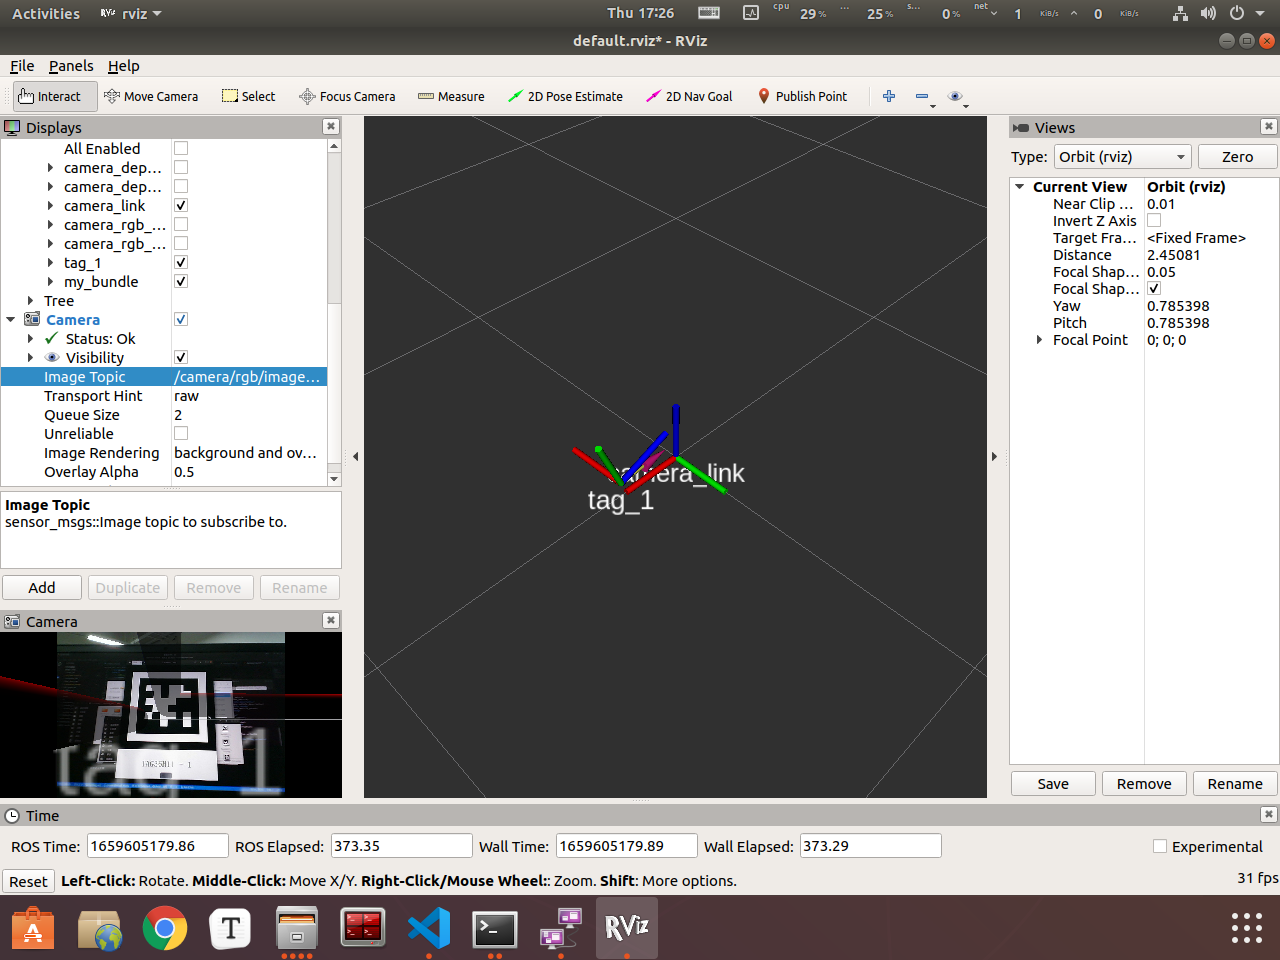 Activities
rviz
Thu 17:26
cpu
29%
...
25%
s...
0%
net
1
KiB/s
0
KiB/s
default.rviz* - RViz
File Panels Help
Interact
Move Camera
Select
Focus Camera
Measure
2D Pose Estimate
2D Nav Goal
Publish Point
Displays
All Enabled
camera_dep...
camera_dep...
camera_link
camera_rgb_...
camera_rgb_...
tag_1
my_bundle
Tree
Camera
Status: Ok
Visibility
Image Topic /camera/rgb/image...
Transport Hint raw
Queue Size 2
Unreliable
Image Rendering background and ov...
Overlay Alpha 0.5
Image Topic
sensor_msgs::Image topic to subscribe to.
Add Duplicate Remove Rename
Camera
tag_1
camera_link
tag_1
Views
Type: Orbit (rviz) Zero
Current View Orbit (rviz)
Near Clip ... 0.01
Invert Z Axis
Target Fra... <Fixed Frame>
Distance 2.45081
Focal Shap... 0.05
Focal Shap...
Yaw 0.785398
Pitch 0.785398
Focal Point 0; 0; 0
Save Remove Rename
Time
ROS Time: 1659605179.86 ROS Elapsed: 373.35 Wall Time: 1659605179.89 Wall Elapsed: 373.29 Experimental
Reset Left-Click: Rotate. Middle-Click: Move X/Y. Right-Click/Mouse Wheel:: Zoom. Shift: More options. 31 fps
A
T
>_
RViz